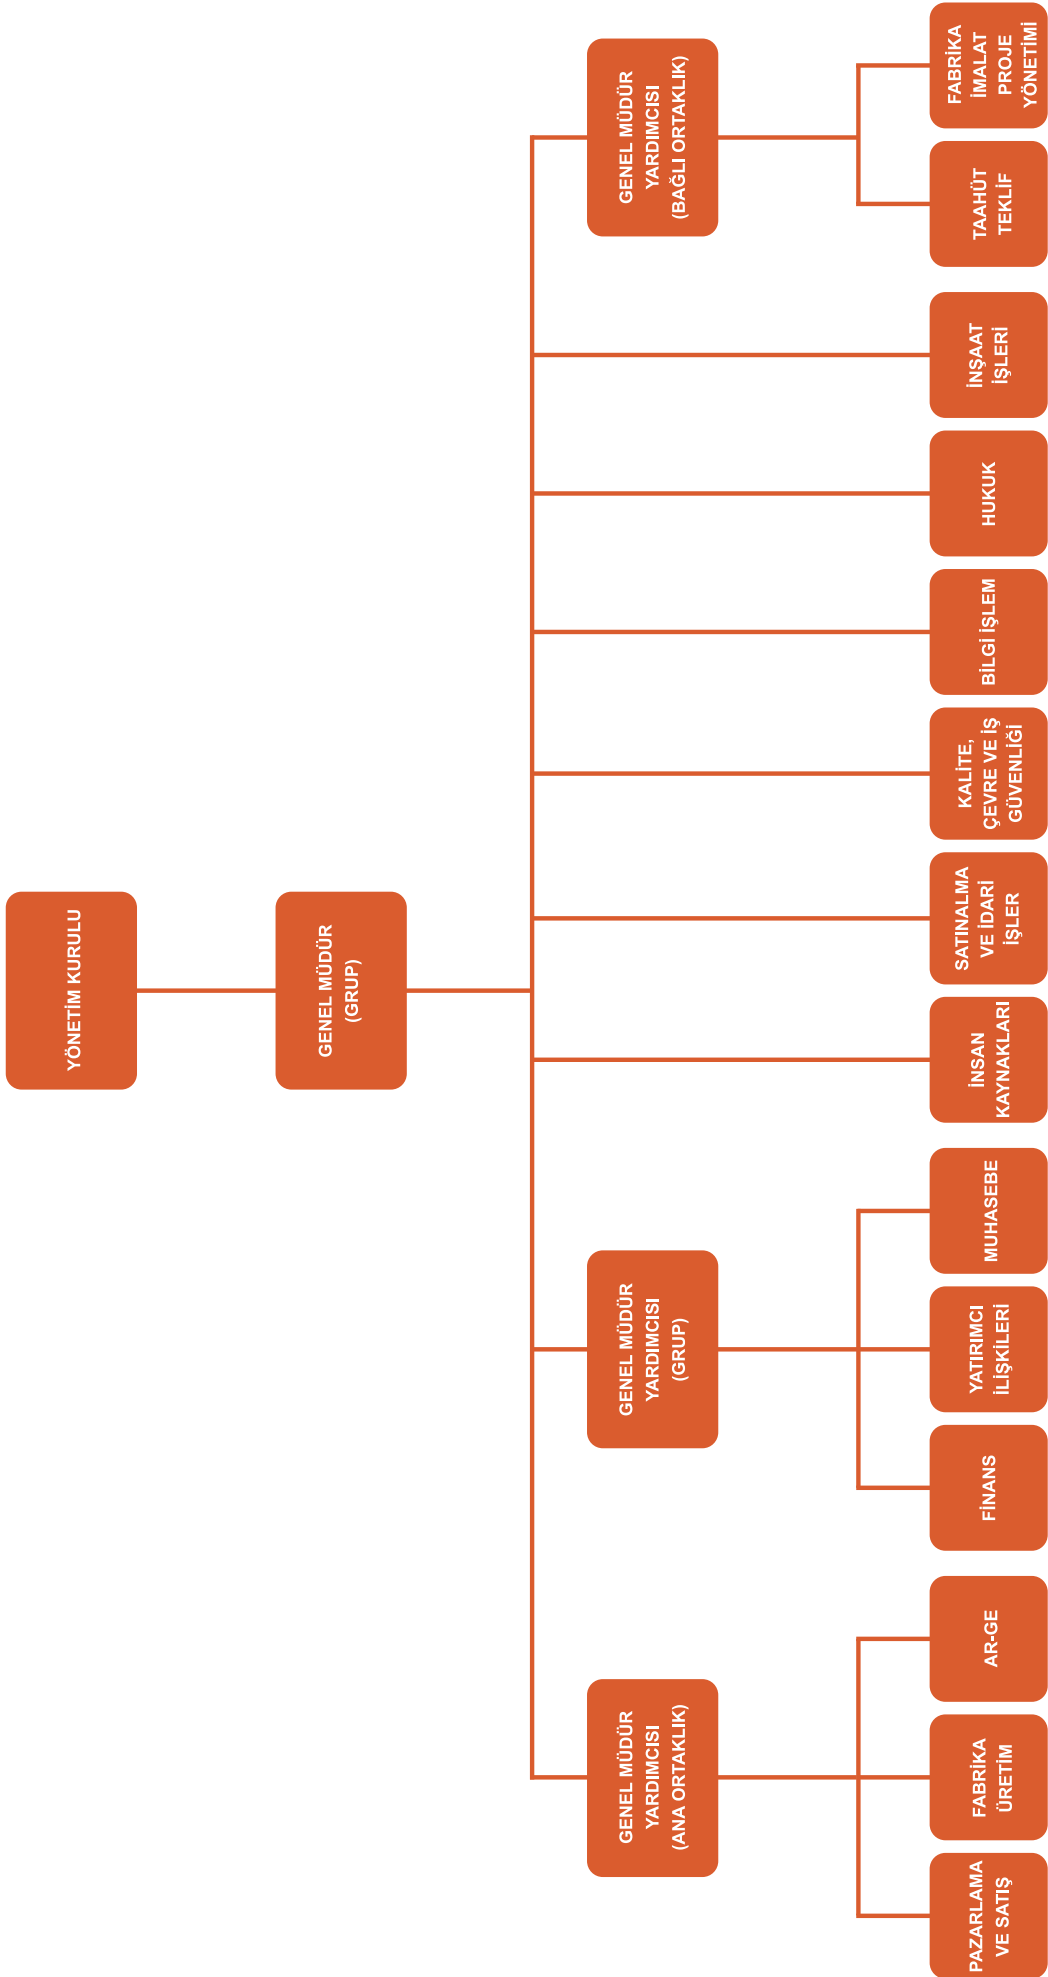 YÖNETİM KURULU
GENEL MÜDÜR
(GRUP)
GENEL MÜDÜR
YARDIMCISI
(ANA ORTAKLIK)
GENEL MÜDÜR
YARDIMCISI
(GRUP)
GENEL MÜDÜR
YARDIMCISI
(BAĞLI ORTAKLIK)
PAZARLAMA
VE SATIŞ
FABRİKA
ÜRETİM
AR-GE
FİNANS
YATIRIMCI
İLİŞKİLERİ
MUHASEBE
İNSAN
KAYNAKLARI
SATINALMA
VE İDARİ
İŞLER
KALİTE,
ÇEVRE VE İŞ
GÜVENLİĞİ
BİLGİ İŞLEM
HUKUK
İNŞAAT
İŞLERİ
TAAHÜT
TEKLİF
FABRİKA
İMALAT
PROJE
YÖNETİMİ